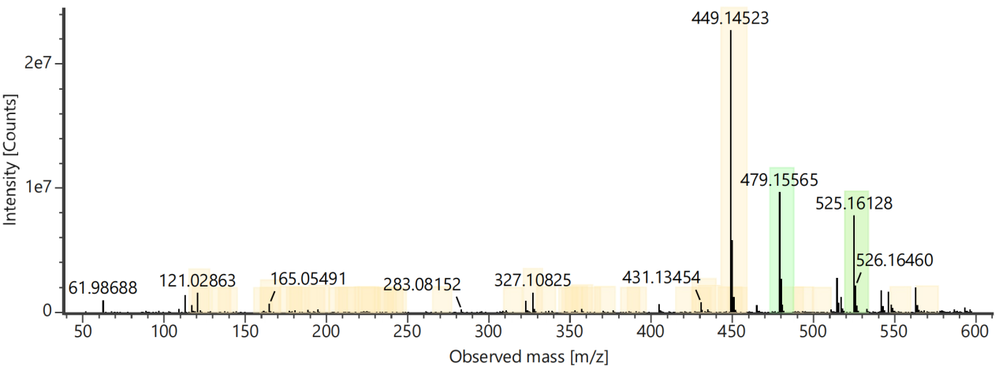 449.14523
2e7
Intensity [Counts]
1e7
479.15565
525.16128
526.16460
61.98688
121.02863
165.05491
283.08152
327.10825
431.13454
0
50 100 150 200 250 300 350 400 450 500 550 600
Observed mass [m/z]